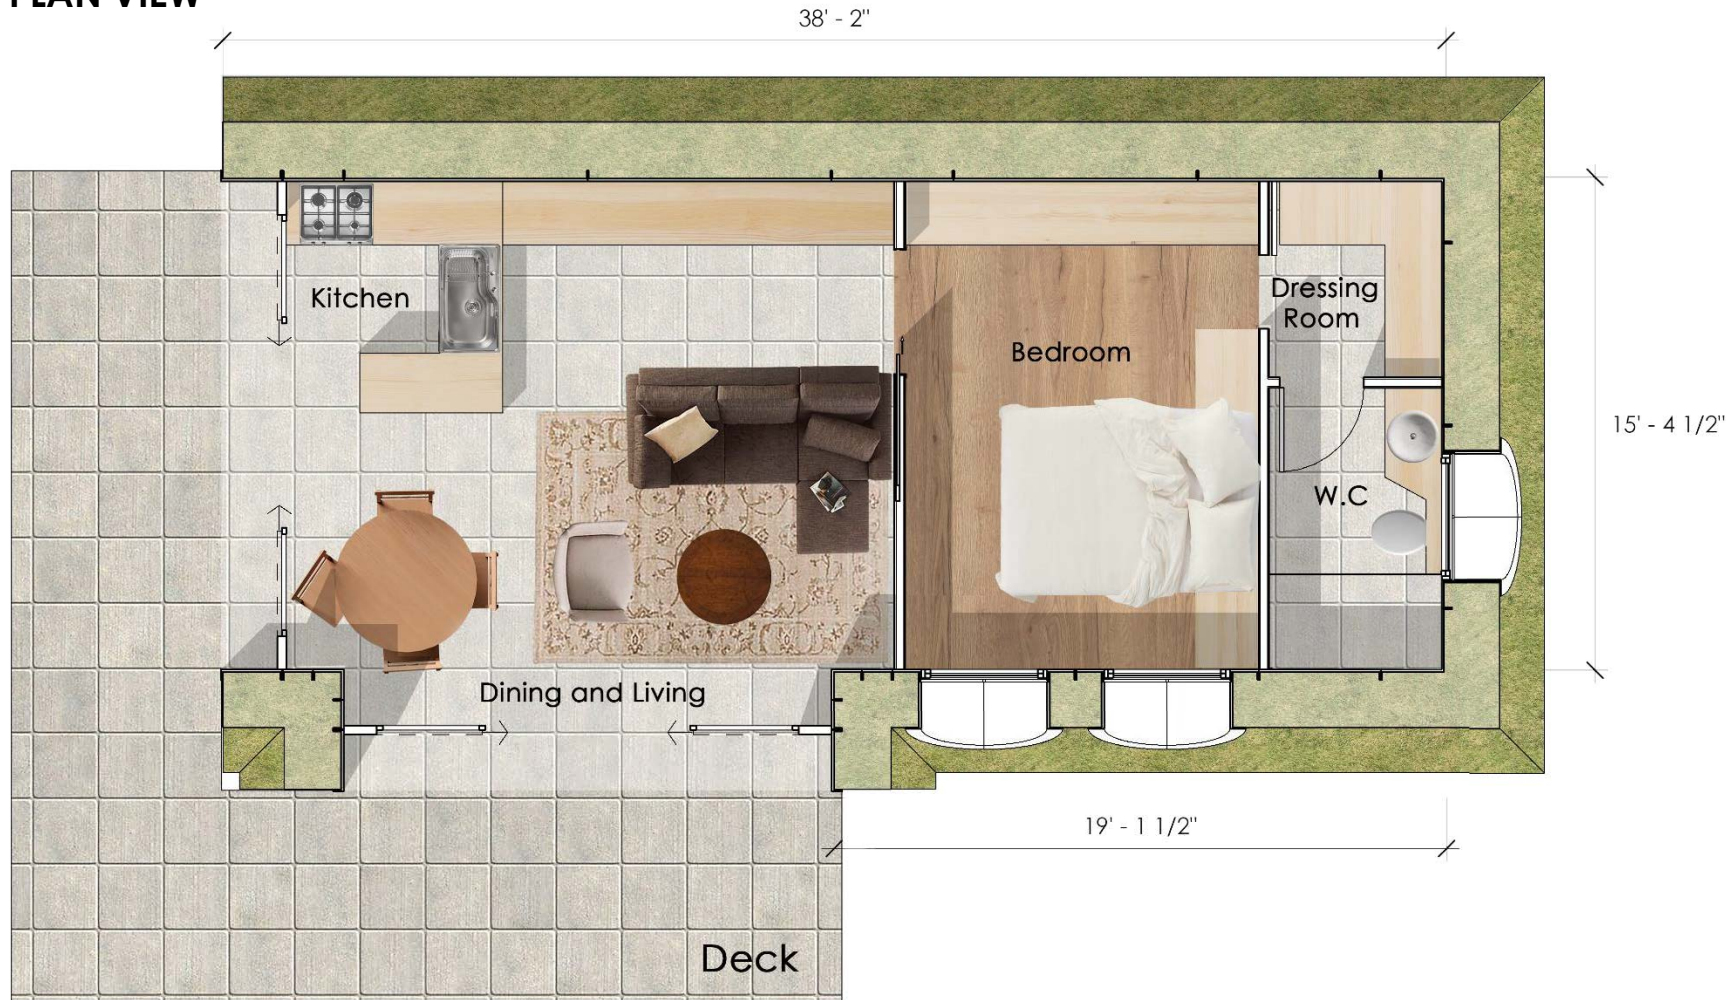 PLAN VIEW
38' - 2"
Kitchen
Dressing
Room
Bedroom
15' - 4 1/2"
W.C
Dining and Living
19' - 1 1/2"
Deck